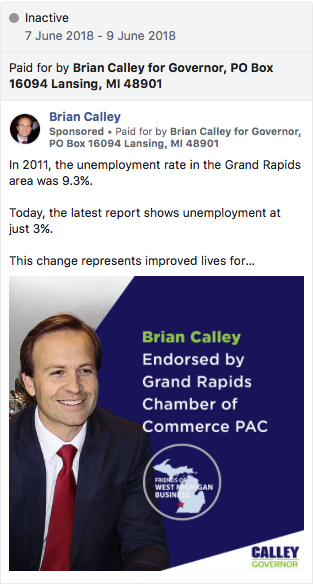 Inactive
7 June 2018 - 9 June 2018
Paid for by Brian Calley for Governor, PO Box
16094 Lansing, MI 48901
Brian Calley
Sponsored • Paid for by Brian Calley for Governor,
PO Box 16094 Lansing, MI 48901
In 2011, the unemployment rate in the Grand Rapids
area was 9.3%.
Today, the latest report shows unemployment at
just 3%.
This change represents improved lives for...
Brian Calley
Endorsed by
Grand Rapids
Chamber of
Commerce PAC
FRIENDS OF
WEST MICHIGAN
BUSINESS
CALLEY
GOVERNOR